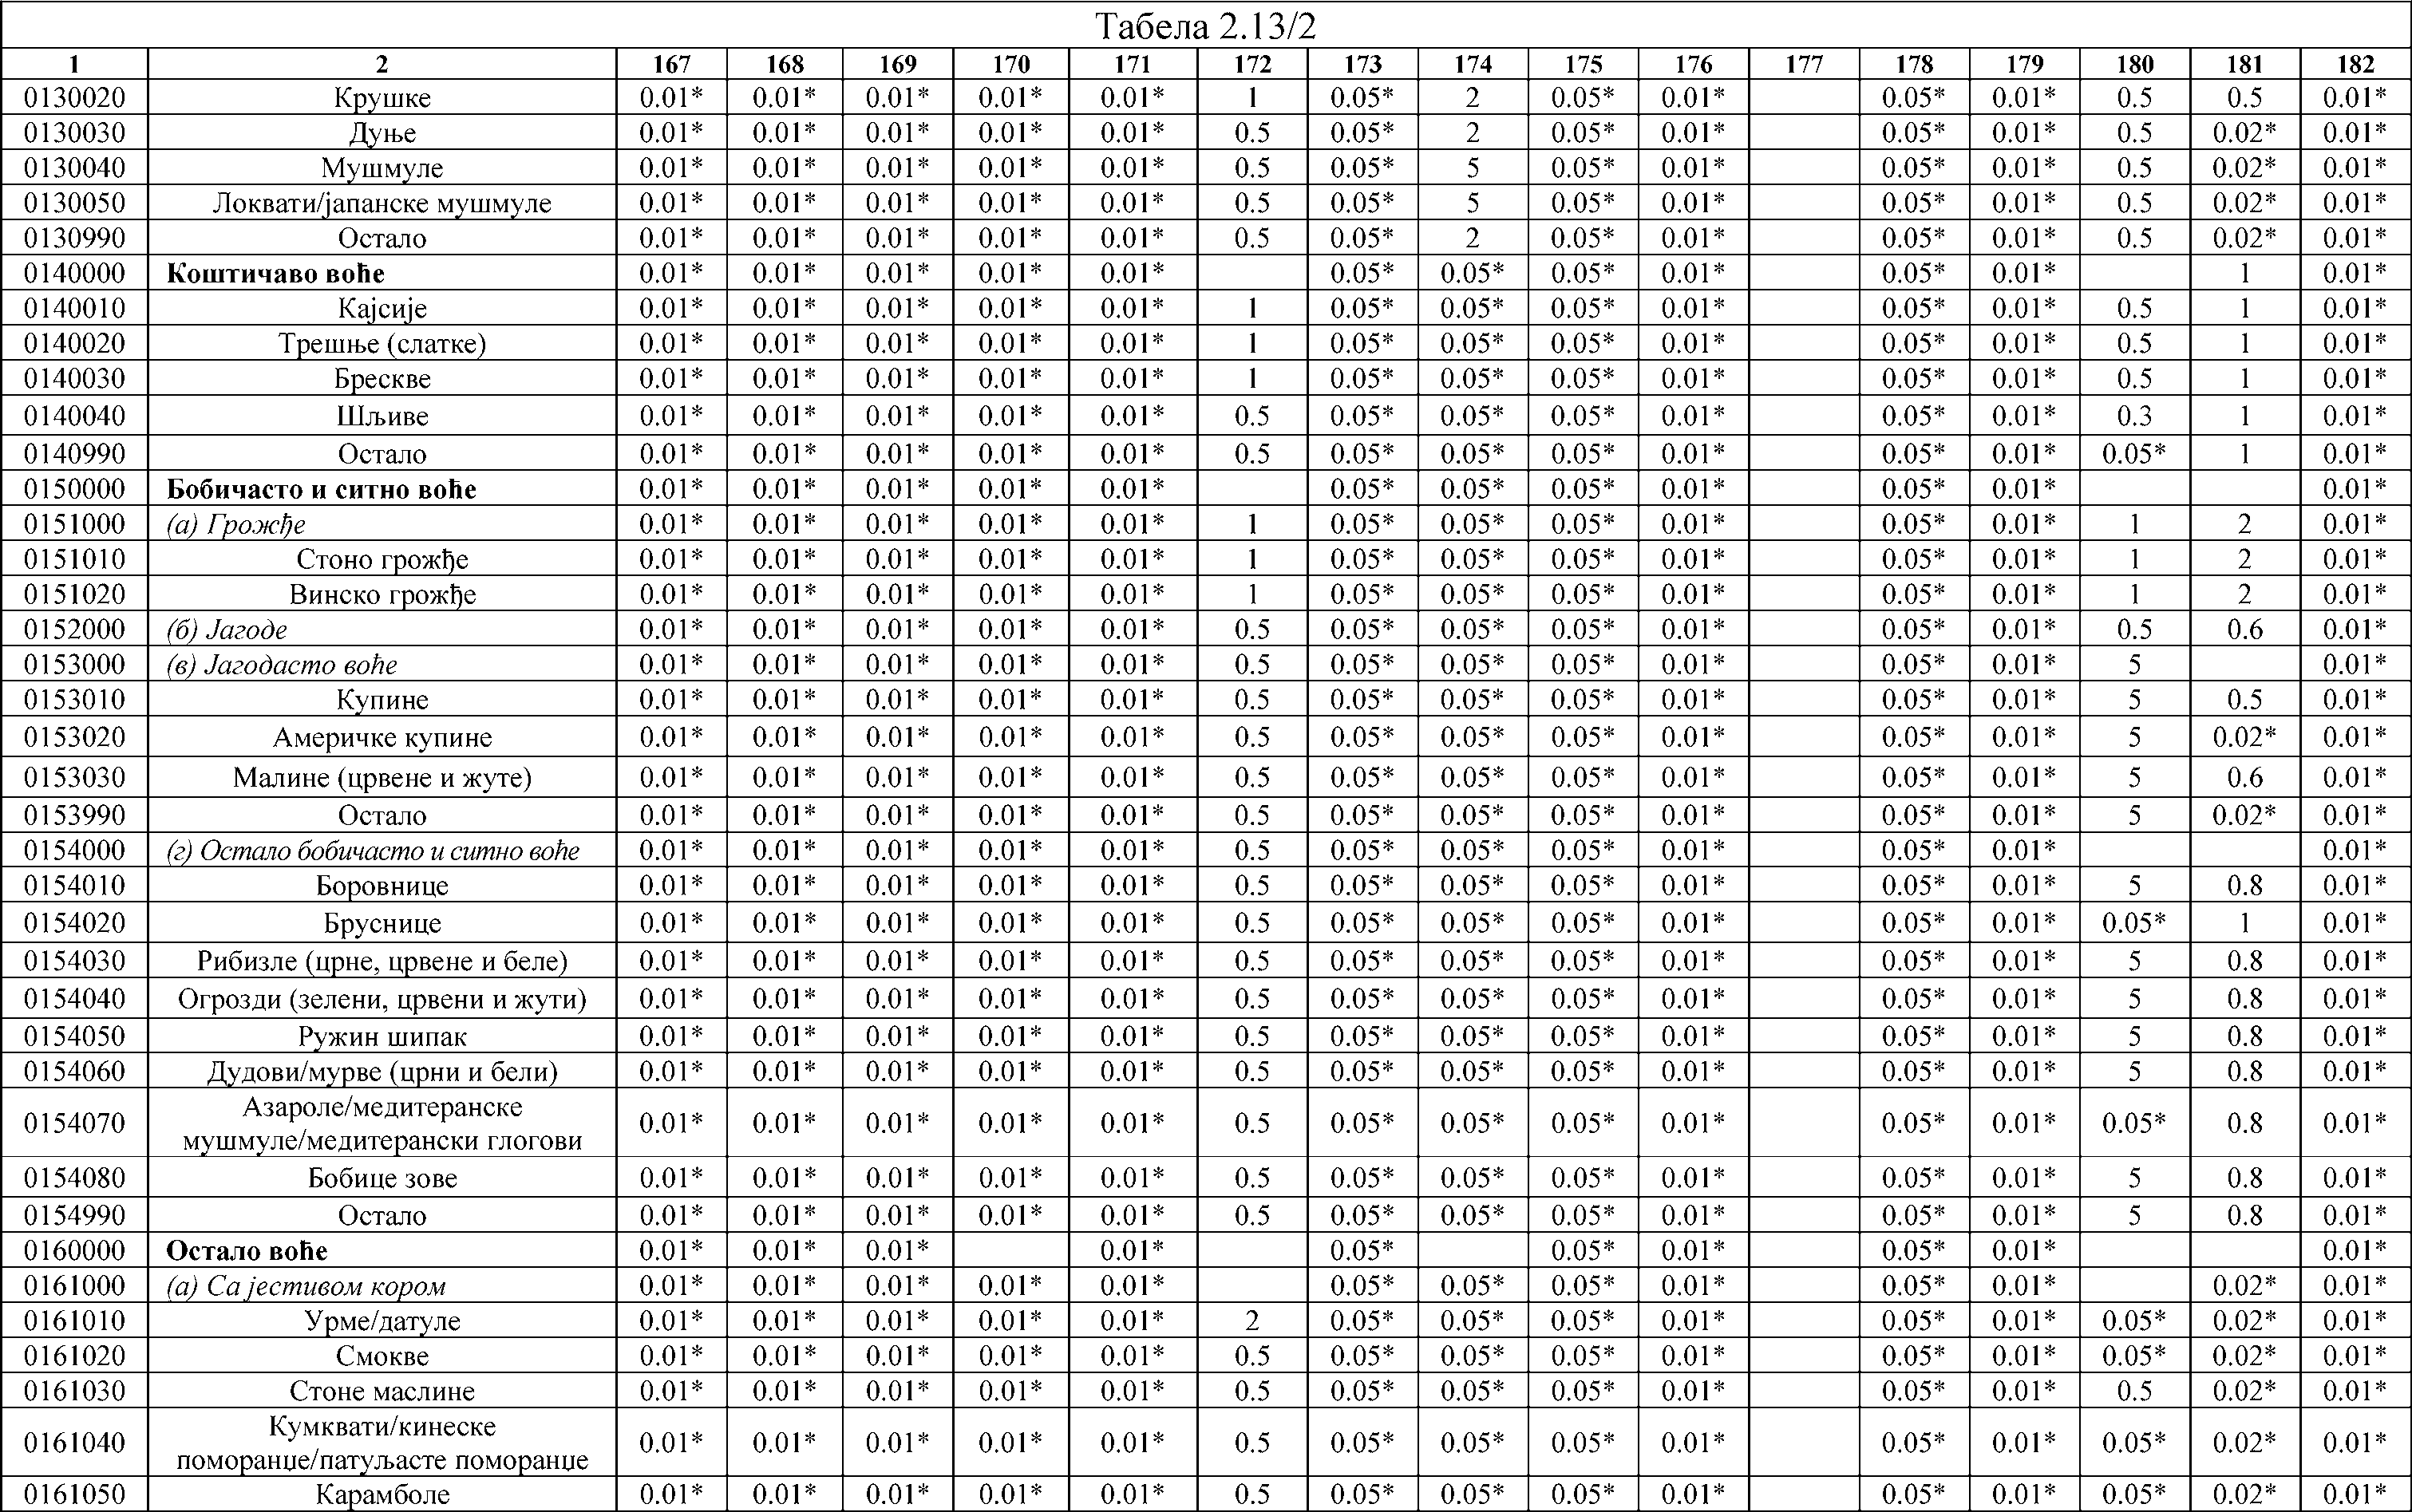 Табела 2.13/2
1 2 167 168 169 170 171 172 173 174 175 176 177 178 179 180 181 182
0130020 Крушке 0.01* 0.01* 0.01* 0.01* 0.01* 1 0.05* 2 0.05* 0.01* 0.05* 0.01* 0.5 0.5 0.01*
0130030 Дуње 0.01* 0.01* 0.01* 0.01* 0.01* 0.5 0.05* 2 0.05* 0.01* 0.05* 0.01* 0.5 0.02* 0.01*
0130040 Мушмуле 0.01* 0.01* 0.01* 0.01* 0.01* 0.5 0.05* 5 0.05* 0.01* 0.05* 0.01* 0.5 0.02* 0.01*
0130050 Локвати/јапанске мушмуле 0.01* 0.01* 0.01* 0.01* 0.01* 0.5 0.05* 5 0.05* 0.01* 0.05* 0.01* 0.5 0.02* 0.01*
0130990 Остало 0.01* 0.01* 0.01* 0.01* 0.01* 0.5 0.05* 2 0.05* 0.01* 0.05* 0.01* 0.5 0.02* 0.01*
0140000 Коштичаво воће 0.01* 0.01* 0.01* 0.01* 0.01* 0.05* 0.05* 0.05* 0.01* 0.05* 0.01* 1 0.01*
0140010 Кајсије 0.01* 0.01* 0.01* 0.01* 0.01* 1 0.05* 0.05* 0.05* 0.01* 0.05* 0.01* 0.5 1 0.01*
0140020 Трешње (слатке) 0.01* 0.01* 0.01* 0.01* 0.01* 1 0.05* 0.05* 0.05* 0.01* 0.05* 0.01* 0.5 1 0.01*
0140030 Брескве 0.01* 0.01* 0.01* 0.01* 0.01* 1 0.05* 0.05* 0.05* 0.01* 0.05* 0.01* 0.5 1 0.01*
0140040 Шљиве 0.01* 0.01* 0.01* 0.01* 0.01* 0.5 0.05* 0.05* 0.05* 0.01* 0.05* 0.01* 0.3 1 0.01*
0140990 Остало 0.01* 0.01* 0.01* 0.01* 0.01* 0.5 0.05* 0.05* 0.05* 0.01* 0.05* 0.01* 0.05* 1 0.01*
0150000 Бобичасто и ситно воће 0.01* 0.01* 0.01* 0.01* 0.01* 0.05* 0.05* 0.05* 0.01* 0.05* 0.01* 0.01*
0151000 (а) Грожђе 0.01* 0.01* 0.01* 0.01* 0.01* 1 0.05* 0.05* 0.05* 0.01* 0.05* 0.01* 1 2 0.01*
0151010 Стоно грожђе 0.01* 0.01* 0.01* 0.01* 0.01* 1 0.05* 0.05* 0.05* 0.01* 0.05* 0.01* 1 2 0.01*
0151020 Винско грожђе 0.01* 0.01* 0.01* 0.01* 0.01* 1 0.05* 0.05* 0.05* 0.01* 0.05* 0.01* 1 2 0.01*
0152000 (б) Јагоде 0.01* 0.01* 0.01* 0.01* 0.01* 0.5 0.05* 0.05* 0.05* 0.01* 0.05* 0.01* 0.5 0.6 0.01*
0153000 (в) Јагодасто воће 0.01* 0.01* 0.01* 0.01* 0.01* 0.5 0.05* 0.05* 0.05* 0.01* 0.05* 0.01* 5 0.01*
0153010 Купине 0.01* 0.01* 0.01* 0.01* 0.01* 0.5 0.05* 0.05* 0.05* 0.01* 0.05* 0.01* 5 0.5 0.01*
0153020 Америчке купине 0.01* 0.01* 0.01* 0.01* 0.01* 0.5 0.05* 0.05* 0.05* 0.01* 0.05* 0.01* 5 0.02* 0.01*
0153030 Малине (црвене и жуте) 0.01* 0.01* 0.01* 0.01* 0.01* 0.5 0.05* 0.05* 0.05* 0.01* 0.05* 0.01* 5 0.6 0.01*
0153990 Остало 0.01* 0.01* 0.01* 0.01* 0.01* 0.5 0.05* 0.05* 0.05* 0.01* 0.05* 0.01* 5 0.02* 0.01*
0154000 (г) Остало бобичасто и ситно воће 0.01* 0.01* 0.01* 0.01* 0.01* 0.5 0.05* 0.05* 0.05* 0.01* 0.05* 0.01* 0.01*
0154010 Боровнице 0.01* 0.01* 0.01* 0.01* 0.01* 0.5 0.05* 0.05* 0.05* 0.01* 0.05* 0.01* 5 0.8 0.01*
0154020 Бруснице 0.01* 0.01* 0.01* 0.01* 0.01* 0.5 0.05* 0.05* 0.05* 0.01* 0.05* 0.01* 0.05* 1 0.01*
0154030 Рибизле (црне, црвене и беле) 0.01* 0.01* 0.01* 0.01* 0.01* 0.5 0.05* 0.05* 0.05* 0.01* 0.05* 0.01* 5 0.8 0.01*
0154040 Огрозди (зелени, црвени и жути) 0.01* 0.01* 0.01* 0.01* 0.01* 0.5 0.05* 0.05* 0.05* 0.01* 0.05* 0.01* 5 0.8 0.01*
0154050 Ружин шипак 0.01* 0.01* 0.01* 0.01* 0.01* 0.5 0.05* 0.05* 0.05* 0.01* 0.05* 0.01* 5 0.8 0.01*
0154060 Дудови/мурве (црни и бели) 0.01* 0.01* 0.01* 0.01* 0.01* 0.5 0.05* 0.05* 0.05* 0.01* 0.05* 0.01* 5 0.8 0.01*
Азароле/медитеранске
0154070 мушмуле/медитерански глогови 0.01* 0.01* 0.01* 0.01* 0.01* 0.5 0.05* 0.05* 0.05* 0.01* 0.05* 0.01* 0.05* 0.8 0.01*
0154080 Бобице зове 0.01* 0.01* 0.01* 0.01* 0.01* 0.5 0.05* 0.05* 0.05* 0.01* 0.05* 0.01* 5 0.8 0.01*
0154990 Остало 0.01* 0.01* 0.01* 0.01* 0.01* 0.5 0.05* 0.05* 0.05* 0.01* 0.05* 0.01* 5 0.8 0.01*
0160000 Остало воће 0.01* 0.01* 0.01* 0.01* 0.05* 0.05* 0.01* 0.05* 0.01* 0.01*
0161000 (а) Са јестивом кором 0.01* 0.01* 0.01* 0.01* 0.01* 0.05* 0.05* 0.05* 0.01* 0.05* 0.01* 0.02* 0.01*
0161010 Урме/датуле 0.01* 0.01* 0.01* 0.01* 0.01* 2 0.05* 0.05* 0.05* 0.01* 0.05* 0.01* 0.05* 0.02* 0.01*
0161020 Смокве 0.01* 0.01* 0.01* 0.01* 0.01* 0.5 0.05* 0.05* 0.05* 0.01* 0.05* 0.01* 0.05* 0.02* 0.01*
0161030 Стоне маслине 0.01* 0.01* 0.01* 0.01* 0.01* 0.5 0.05* 0.05* 0.05* 0.01* 0.05* 0.01* 0.5 0.02* 0.01*
Кумквати/кинеске
0161040 поморанџе/патуљасте поморанџе 0.01* 0.01* 0.01* 0.01* 0.01* 0.5 0.05* 0.05* 0.05* 0.01* 0.05* 0.01* 0.05* 0.02* 0.01*
0161050 Карамболе 0.01* 0.01* 0.01* 0.01* 0.01* 0.5 0.05* 0.05* 0.05* 0.01* 0.05* 0.01* 0.05* 0.02* 0.01*